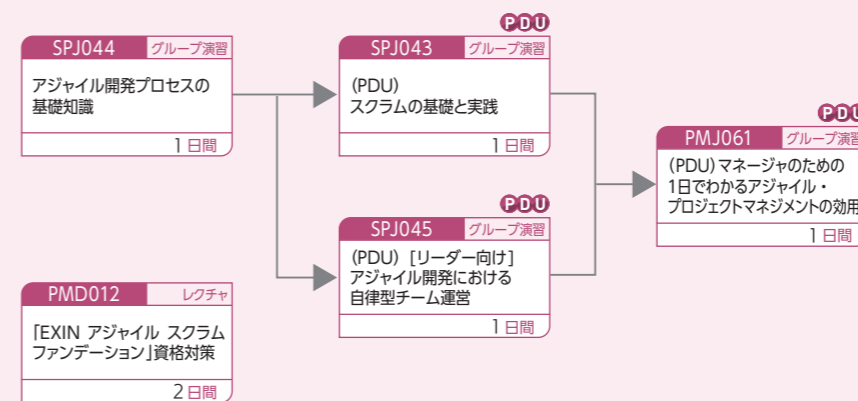 SPJ044 グループ演習
アジャイル開発プロセスの
基礎知識
1日間
PDU
SPJ043 グループ演習
(PDU)
スクラムの基礎と実践
1日間
PDU
SPJ045 グループ演習
(PDU) [リーダー向け]
アジャイル開発における
自律型チーム運営
1日間
PDU
PMJ061 グループ演習
(PDU) マネージャのための
1日でわかるアジャイル・
プロジェクトマネジメントの効用
1日間
PMD012 レクチャ
「EXIN アジャイル スクラム
ファンデーション」資格対策
2日間